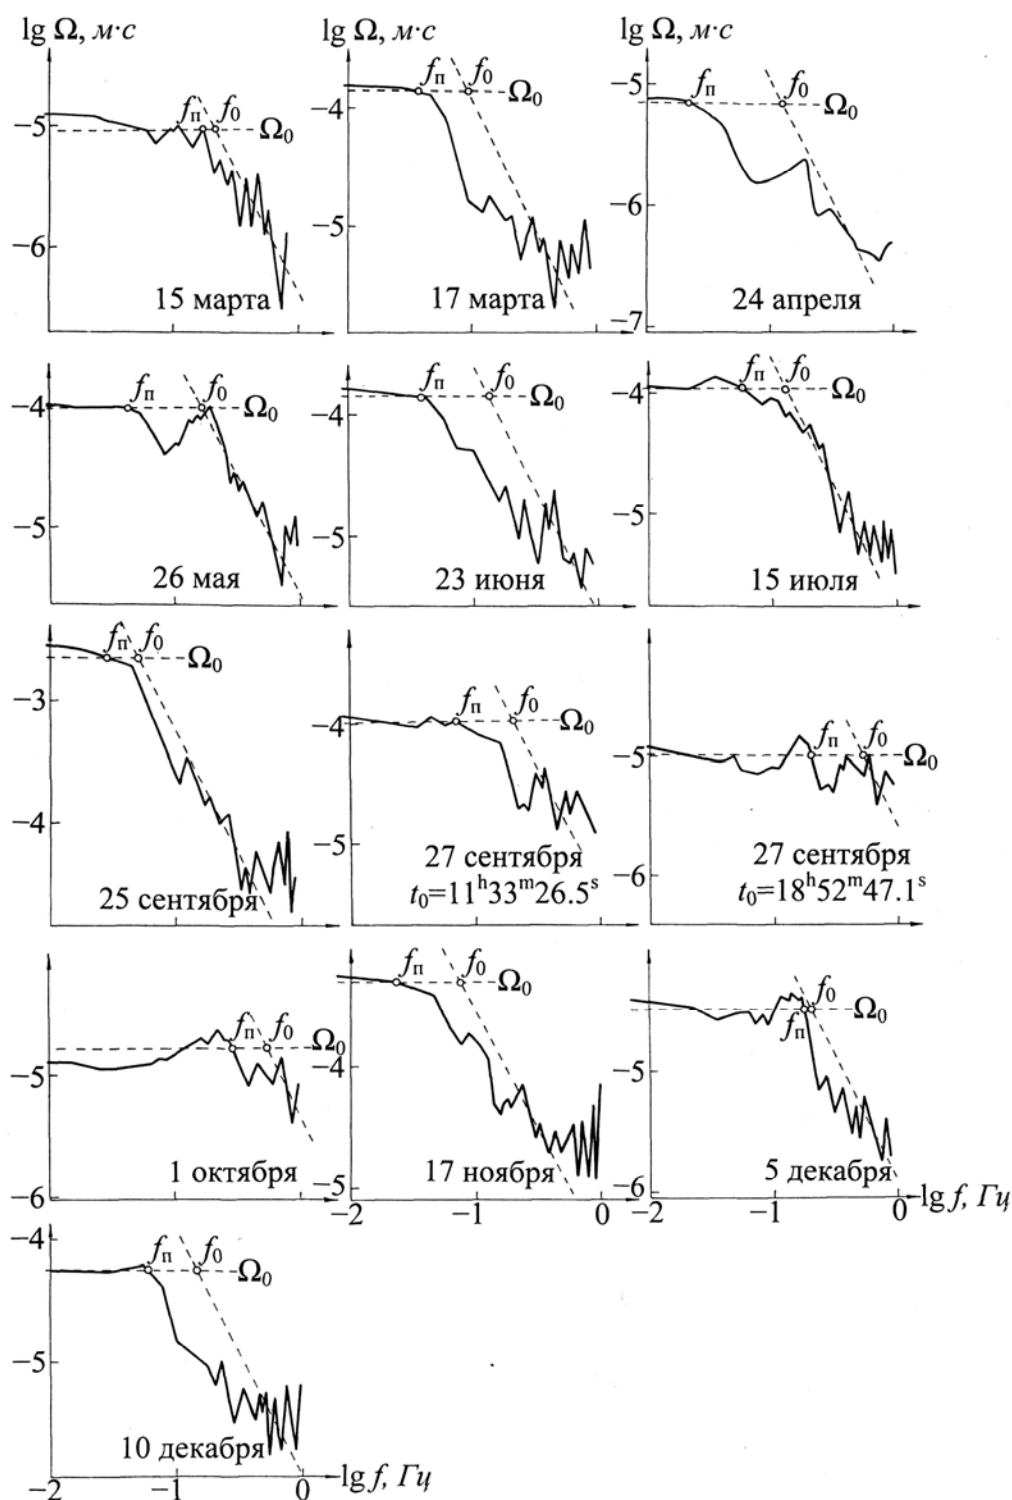 lg Ω, м·с
lg Ω, м·с
lg Ω, м·с
−5
−6
fп
f0
Ω0
15 марта
−4
−5
fп
f0
Ω0
17 марта
−5
−6
−7
fп
f0
Ω0
24 апреля
−4
−5
fп
f0
Ω0
26 мая
−4
−5
fп
f0
Ω0
23 июня
−4
−5
fп
f0
Ω0
15 июля
−3
−4
fп
f0
Ω0
25 сентября
−4
−5
fп
f0
Ω0
27 сентября
t0=11h33m26.5s
−5
−6
fп
f0
Ω0
27 сентября
t0=18h52m47.1s
−5
−6
fп
f0
Ω0
1 октября
−4
−5
fп
f0
Ω0
17 ноября
−2
−1
0
−5
−6
fп
f0
Ω0
5 декабря
−2
−1
0
lg f, Гц
−4
−5
fп
f0
Ω0
10 декабря
−2
−1
0
lg f, Гц